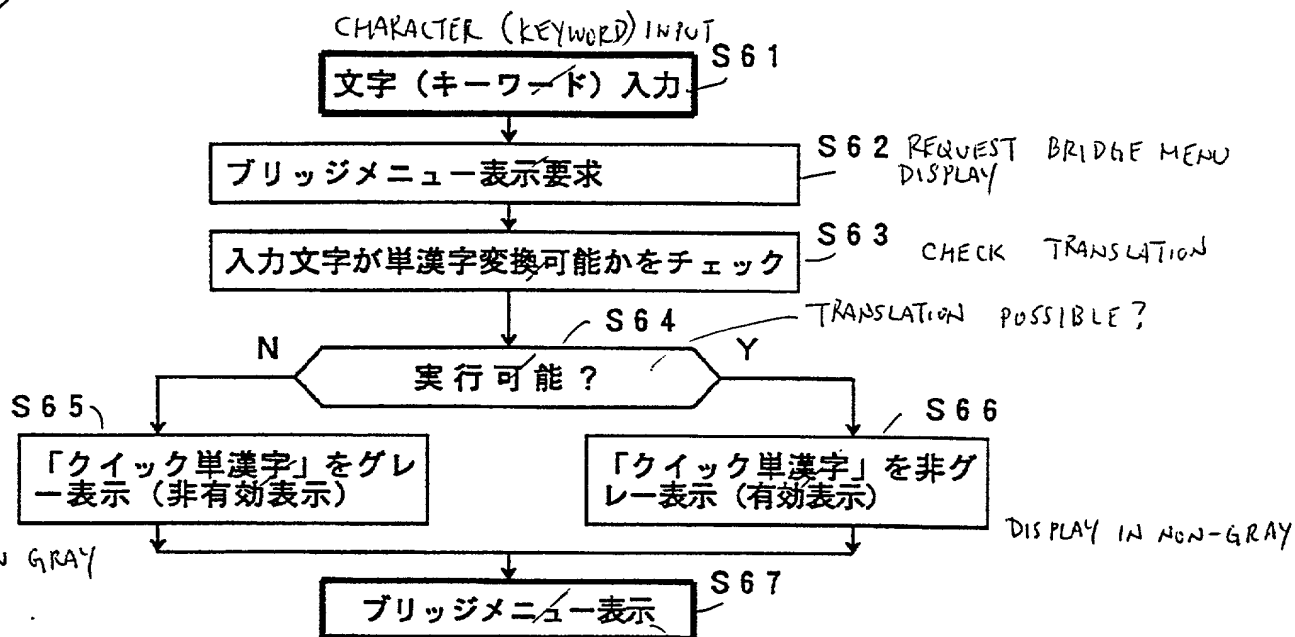 CHARACTER (KEYWORD) INPUT
S61
文字（キーワード）入力
S62 REQUEST BRIDGE MENU
DISPLAY
ブリッジメニュー表示要求
S63 CHECK TRANSLATION
入力文字が単漢字変換可能かをチェック
TRANSLATION POSSIBLE?
S64
N
Y
実行可能？
S65
S66
「クイック単漢字」をグレ
ー表示（非有効表示）
「クイック単漢字」を非グ
レー表示（有効表示）
DISPLAY IN NON-GRAY
GRAY
S67
ブリッジメニュー表示